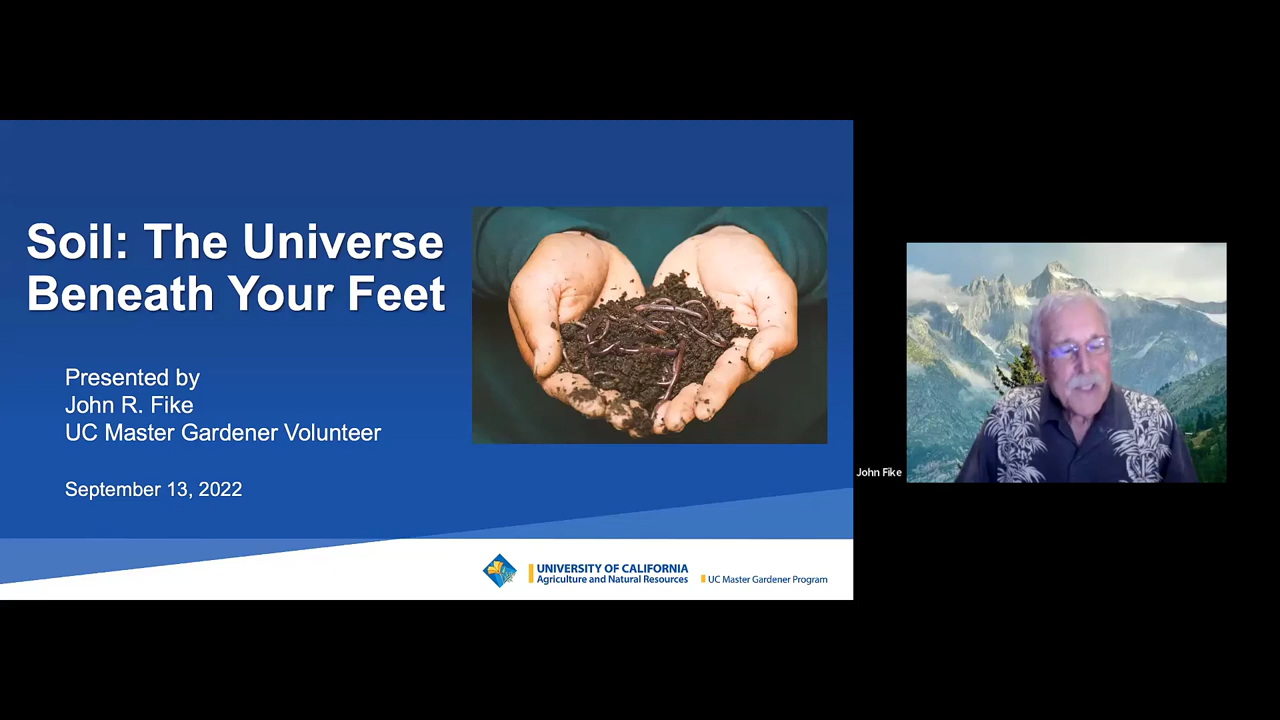 Soil: The Universe
Beneath Your Feet
Presented by
John R. Fike
UC Master Gardener Volunteer
September 13, 2022
UNIVERSITY OF CALIFORNIA
Agriculture and Natural Resources
UC Master Gardener Program
John Fike